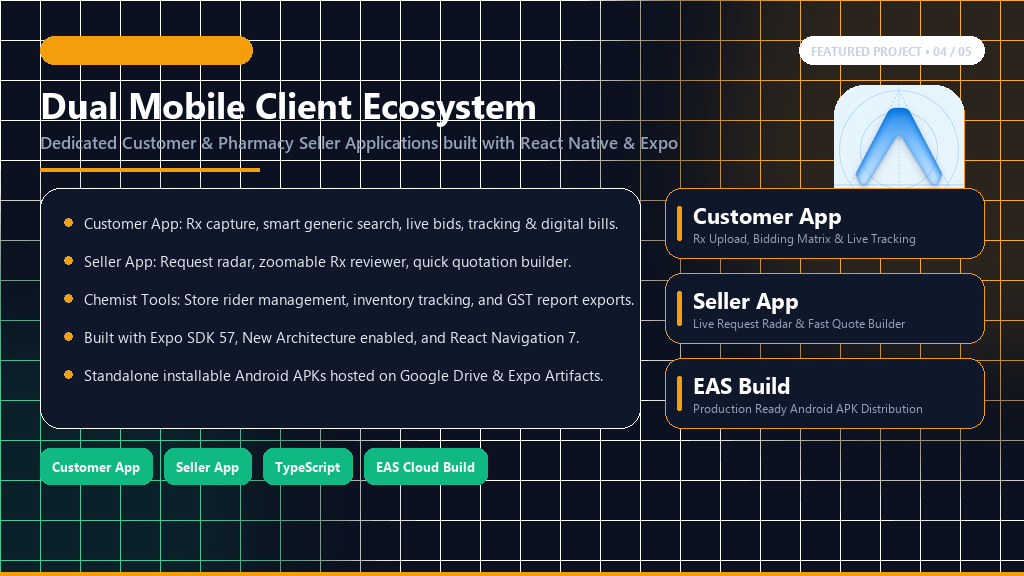 FEATURED PROJECT • 04 / 05
Dual Mobile Client Ecosystem
Dedicated Customer & Pharmacy Seller Applications built with React Native & Expo
Customer App: Rx capture, smart generic search, live bids, tracking & digital bills.
Seller App: Request radar, zoomable Rx reviewer, quick quotation builder.
Chemist Tools: Store rider management, inventory tracking, and GST report exports.
Built with Expo SDK 57, New Architecture enabled, and React Navigation 7.
Standalone installable Android APKs hosted on Google Drive & Expo Artifacts.
Customer App
Rx Upload, Bidding Matrix & Live Tracking
Seller App
Live Request Radar & Fast Quote Builder
EAS Build
Production Ready Android APK Distribution
Customer App
Seller App
TypeScript
EAS Cloud Build